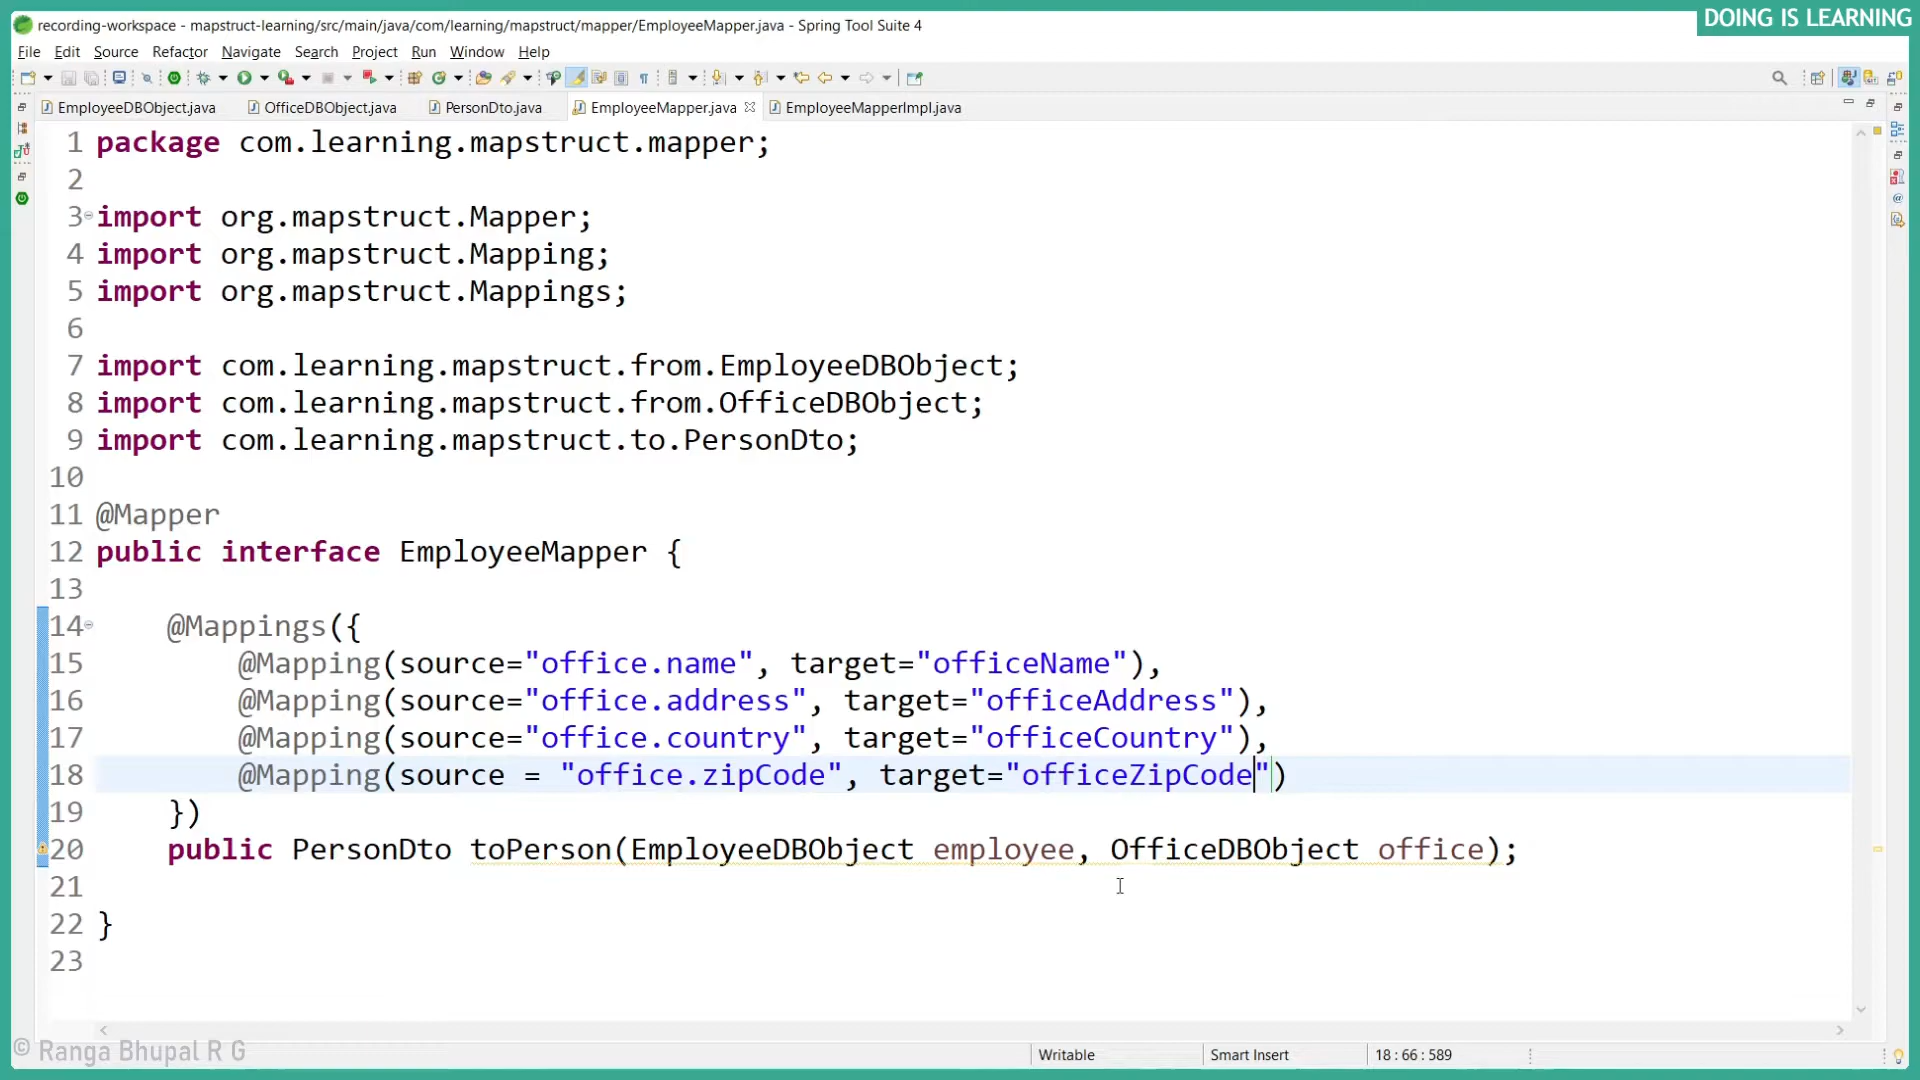 DOING IS LEARNING
recording-workspace - mapstruct-learning/src/main/java/com/learning/mapstruct/mapper/EmployeeMapper.java - Spring Tool Suite 4
File Edit Source Refactor Navigate Search Project Run Window Help
EmployeeDBObject.java OfficeDBObject.java PersonDto.java EmployeeMapper.java EmployeeMapperImpl.java
1 package com.learning.mapstruct.mapper;
2
3 import org.mapstruct.Mapper;
4 import org.mapstruct.Mapping;
5 import org.mapstruct.Mappings;
6
7 import com.learning.mapstruct.from.EmployeeDBObject;
8 import com.learning.mapstruct.from.OfficeDBObject;
9 import com.learning.mapstruct.to.PersonDto;
10
11 @Mapper
12 public interface EmployeeMapper {
13
14 @Mappings({
15 @Mapping(source="office.name", target="officeName"),
16 @Mapping(source="office.address", target="officeAddress"),
17 @Mapping(source="office.country", target="officeCountry"),
18 @Mapping(source = "office.zipCode", target="officeZipCode")
19 })
20 public PersonDto toPerson(EmployeeDBObject employee, OfficeDBObject office);
21
22 }
23
© Ranga Bhupal R G
Writable Smart Insert 18 : 66 : 589